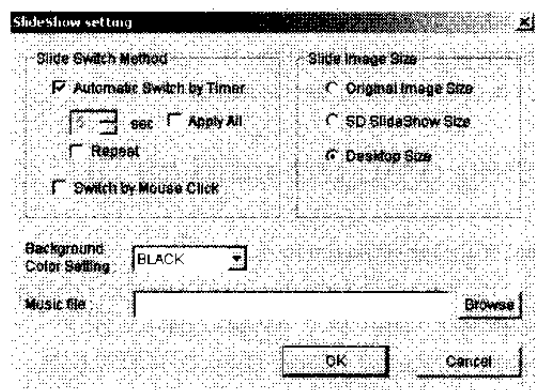 SlideShow setting
Slide Switch Method
Automatic Switch by Timer
5 sec Apply All
Repeat
Switch by Mouse Click
Slide Image Size
Original Image Size
SD SlideShow Size
Desktop Size
Background
Color Setting
BLACK
Music file
Browse
OK
Cancel